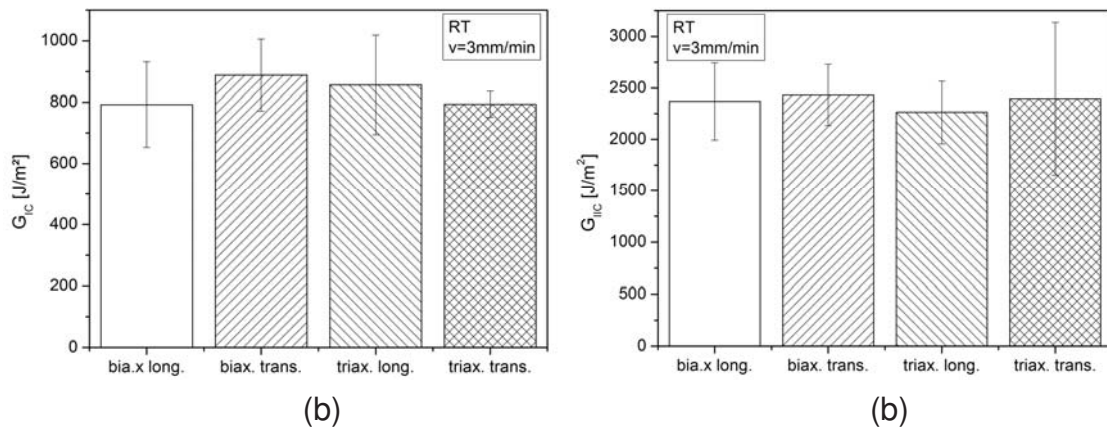 1000
800
600
400
200
0
G_IC [J/m²]
RT
v=3mm/min
bia.x long.
biax. trans.
triax. long.
triax. trans.
(b)
3000
2500
2250
2000
1500
1000
500
0
G_IIC [J/m²]
RT
v=3mm/min
bia.x long.
biax. trans.
triax. long.
triax. trans.
(b)